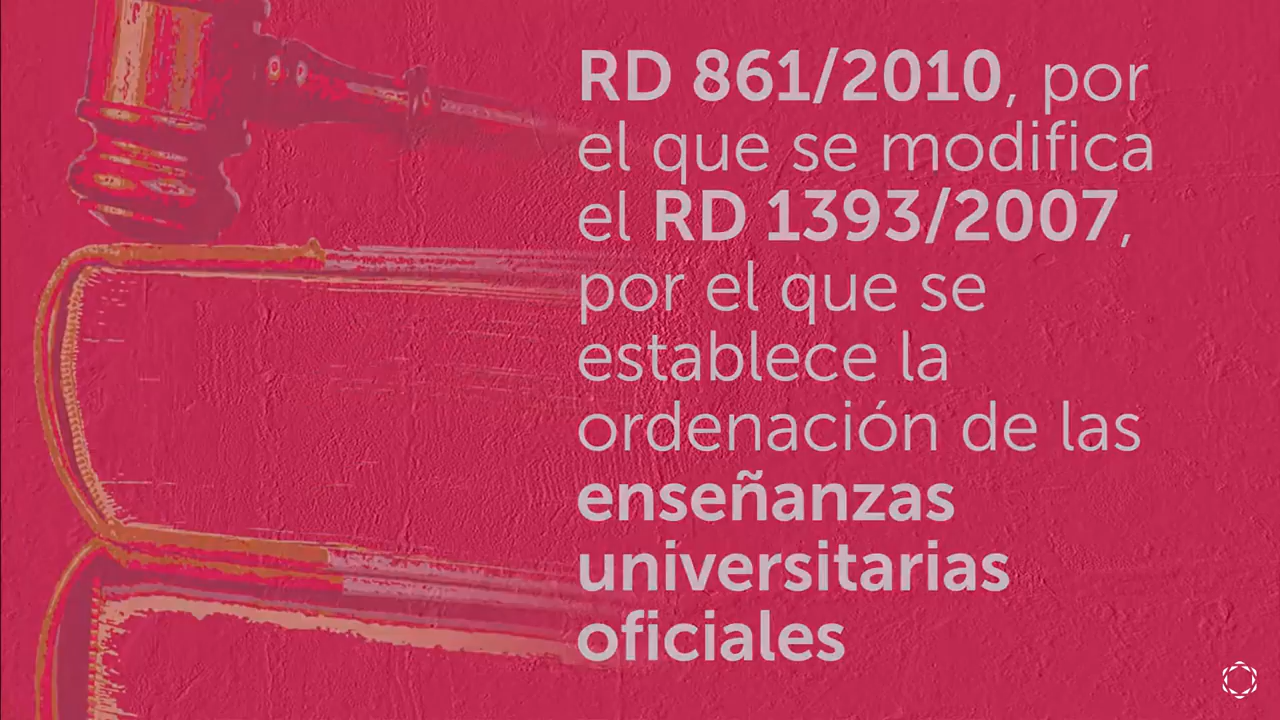 RD 861/2010, por
el que se modifica
el RD 1393/2007,
por el que se
establece la
ordenación de las
enseñanzas
universitarias
oficiales